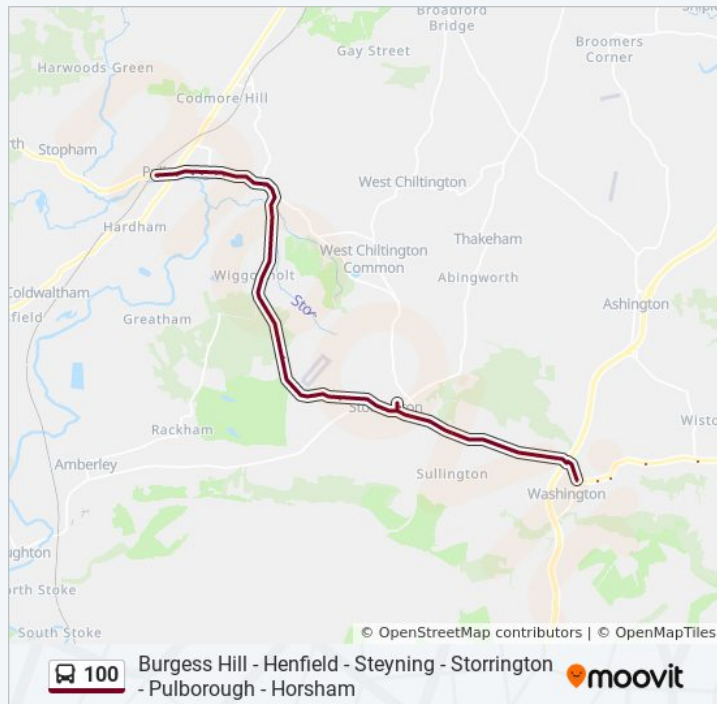 Broadford
Bridge
Gay Street
Broomers
Corner
Harwoods Green
Codmore Hill
Stopham
West Chiltington
Hardham
Thakeham
West Chiltington
Common
Wiggonholt
Abingworth
Coldwaltham
Greatham
Ashington
Rackham
Amberley
Sullington
Washington
South Stoke
© OpenStreetMap contributors | © OpenMapTiles
100
Burgess Hill - Henfield - Steyning - Storrington
- Pulborough - Horsham
moovit